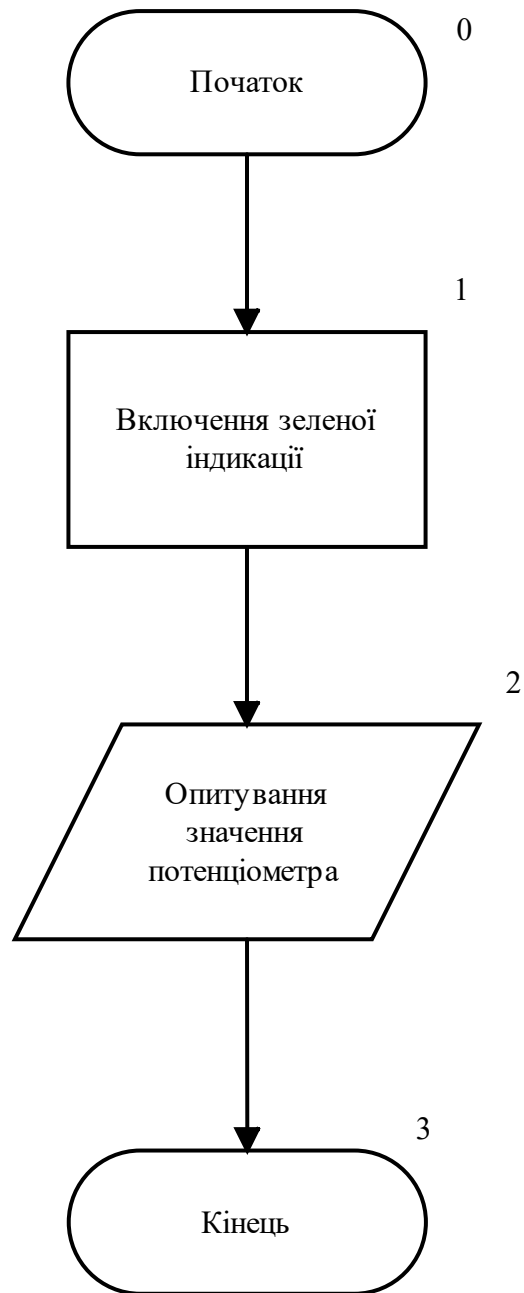 0
Початок
1
Включення зеленої
індикації
2
Опитування
значення
потенціометра
3
Кінець